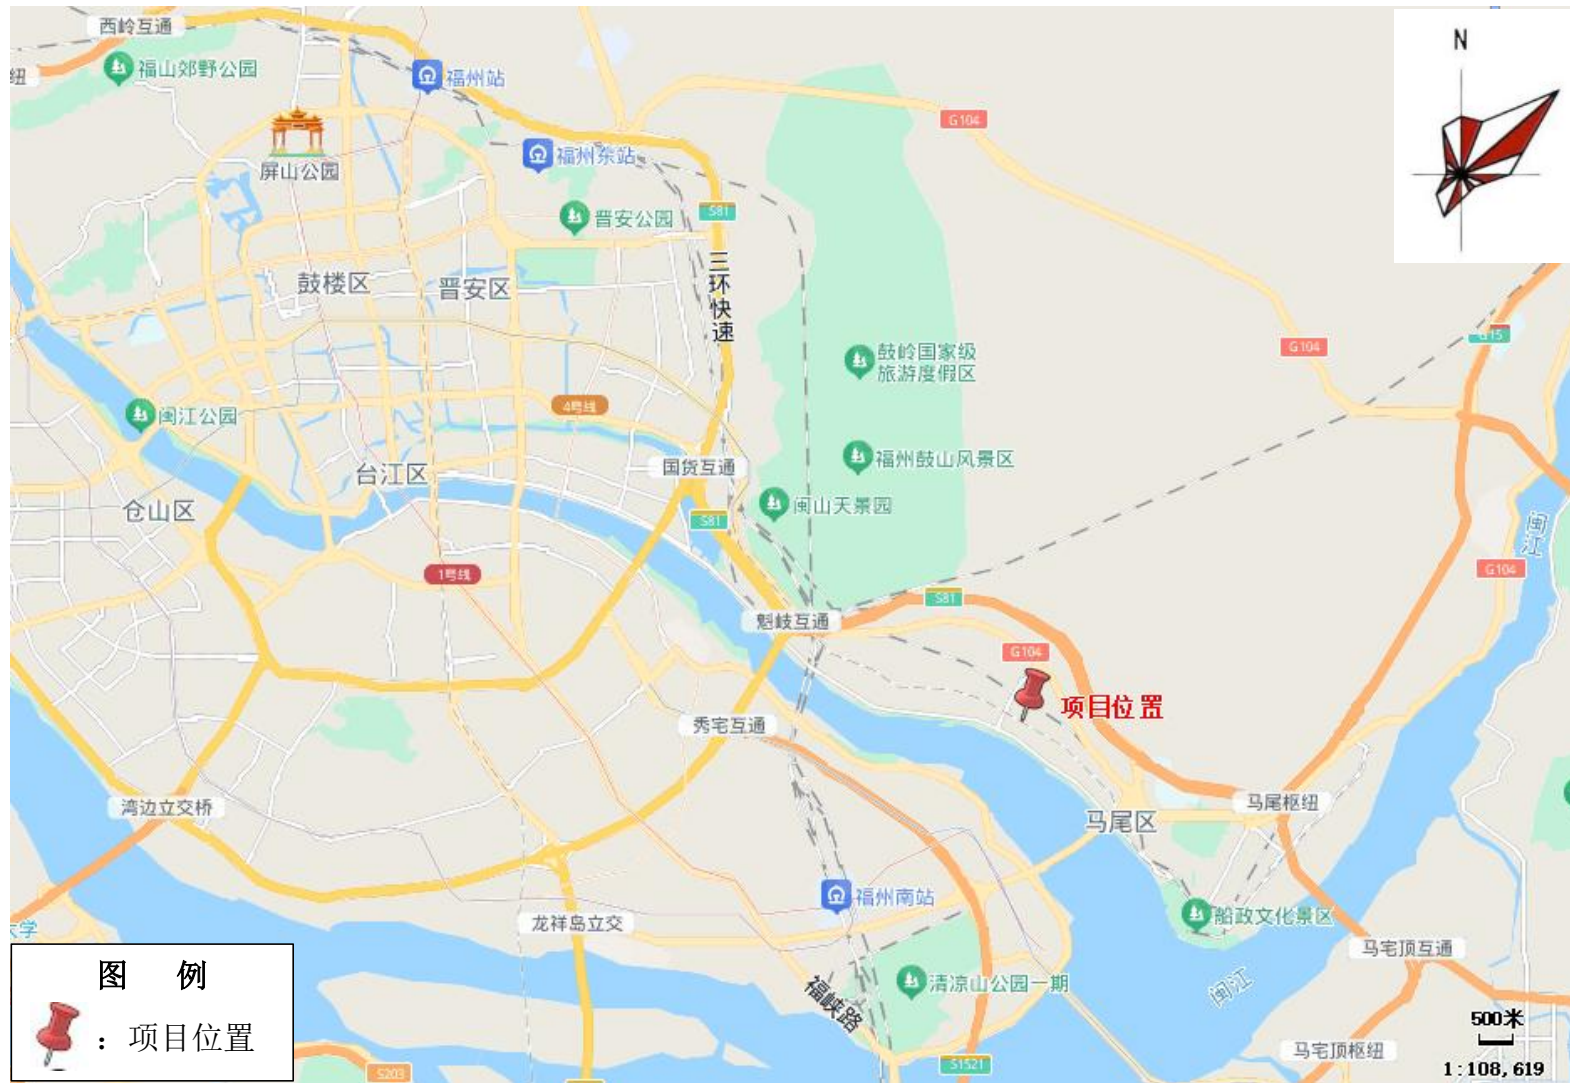 西岭互通
纽
福山郊野公园
福州站
N
G104
屏山公园
福州东站
S81
晋安公园
三环快速
鼓楼区
晋安区
G15
G104
鼓岭国家级
旅游度假区
4号线
闽江公园
台江区
国货互通
福州鼓山风景区
仓山区
闽山天景园
S81
闽江
1号线
G104
S81
魁岐互通
G104
项目位置
秀宅互通
湾边立交桥
马尾枢纽
马尾区
福州南站
龙祥岛立交
船政文化景区
大学
马宅顶互通
图 例
：项目位置
清凉山公园一期
福峡路
闽江
500米
马宅顶枢纽
S1521
S203
1:108,619